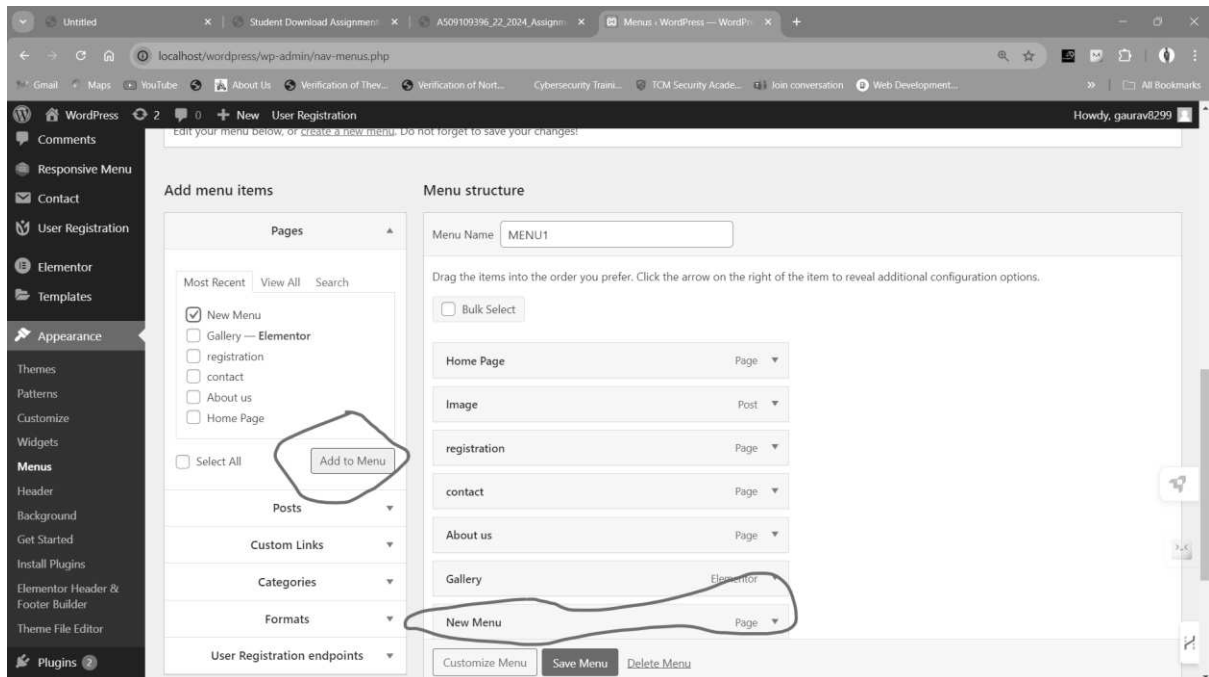 Untitled
Student Download Assignment
A509109396_22_2024_Assignm
Menus ‹ WordPress — WordPr
localhost/wordpress/wp-admin/nav-menus.php
Gmail
Maps
YouTube
About Us
Verification of Thev...
Verification of Nort...
Cybersecurity Traini...
TCM Security Acade...
Join conversation
Web Development...
»
All Bookmarks
WordPress
2
0
+ New
User Registration
Howdy, gaurav8299
Comments
Responsive Menu
Contact
User Registration
Elementor
Templates
Appearance
Themes
Patterns
Customize
Widgets
Menus
Header
Background
Get Started
Install Plugins
Elementor Header &
Footer Builder
Theme File Editor
Plugins 2
Edit your menu below, or create a new menu. Do not forget to save your changes!
Add menu items
Pages
Most Recent
View All
Search
New Menu
Gallery — Elementor
registration
contact
About us
Home Page
Select All
Add to Menu
Posts
Custom Links
Categories
Formats
User Registration endpoints
Menu structure
Menu Name
MENU1
Drag the items into the order you prefer. Click the arrow on the right of the item to reveal additional configuration options.
Bulk Select
Home Page Page
Image Post
registration Page
contact Page
About us Page
Gallery Elementor
New Menu Page
Customize Menu
Save Menu
Delete Menu